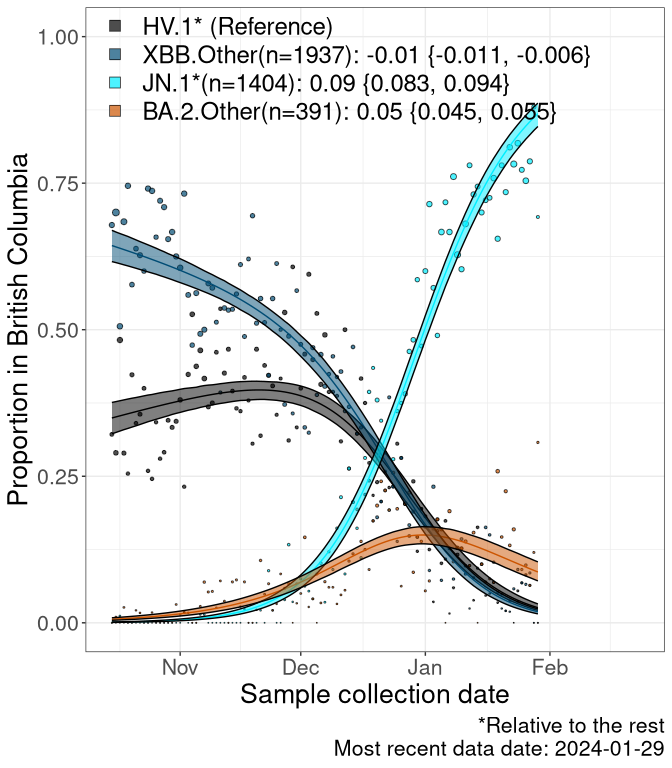 HV.1* (Reference)
XBB.Other(n=1937): -0.01 {-0.011, -0.006}
JN.1*(n=1404): 0.09 {0.083, 0.094}
BA.2.Other(n=391): 0.05 {0.045, 0.055}
Proportion in British Columbia
1.00
0.75
0.50
0.25
0.00
Nov Dec Jan Feb
Sample collection date
*Relative to the rest
Most recent data date: 2024-01-29